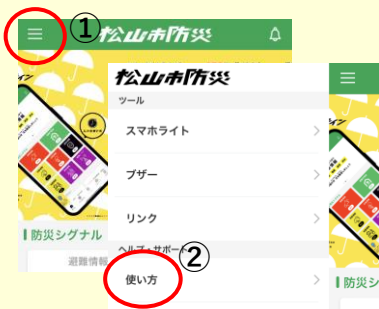 ①
松山市防災
松山市防災
ツール
スマホライト
ブザー
リンク
ヘルプ・サポート
②
使い方
防災シグナル
避難情報
防災シ